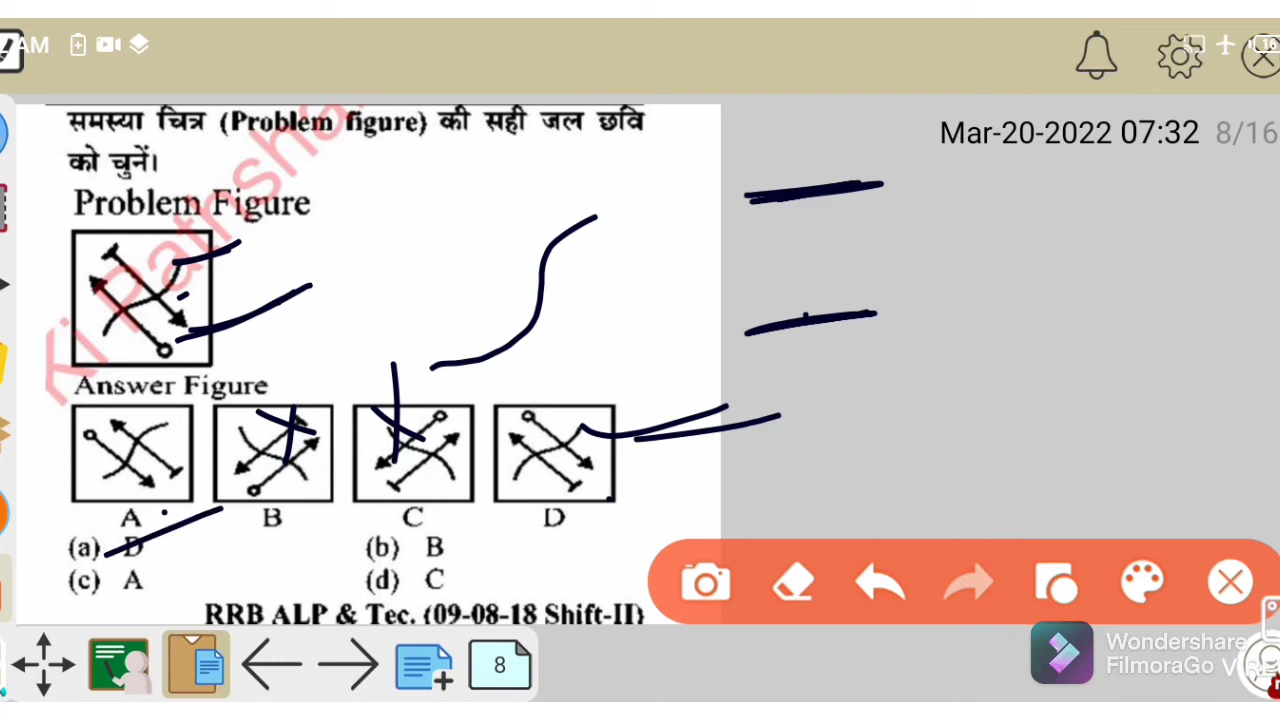 AM
16
Mar-20-2022 07:32 8/16
समस्या चित्र (Problem figure) की सही जल छवि
को चुनें।
Problem Figure
Answer Figure
A B C D
(a) D (b) B
(c) A (d) C
RRB ALP & Tec. (09-08-18 Shift-II)
8
Wondershare
FilmoraGo